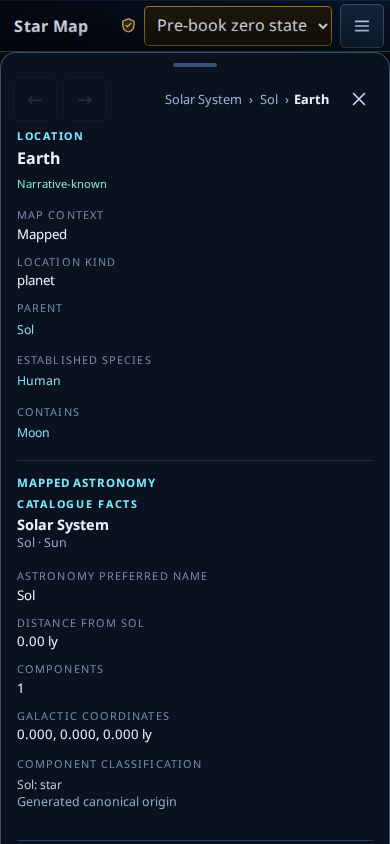 Star Map
Pre-book zero state
← →
Solar System › Sol › Earth
LOCATION
Earth
Narrative-known
MAP CONTEXT
Mapped
LOCATION KIND
planet
PARENT
Sol
ESTABLISHED SPECIES
Human
CONTAINS
Moon
MAPPED ASTRONOMY
CATALOGUE FACTS
Solar System
Sol · Sun
ASTRONOMY PREFERRED NAME
Sol
DISTANCE FROM SOL
0.00 ly
COMPONENTS
1
GALACTIC COORDINATES
0.000, 0.000, 0.000 ly
COMPONENT CLASSIFICATION
Sol: star
Generated canonical origin